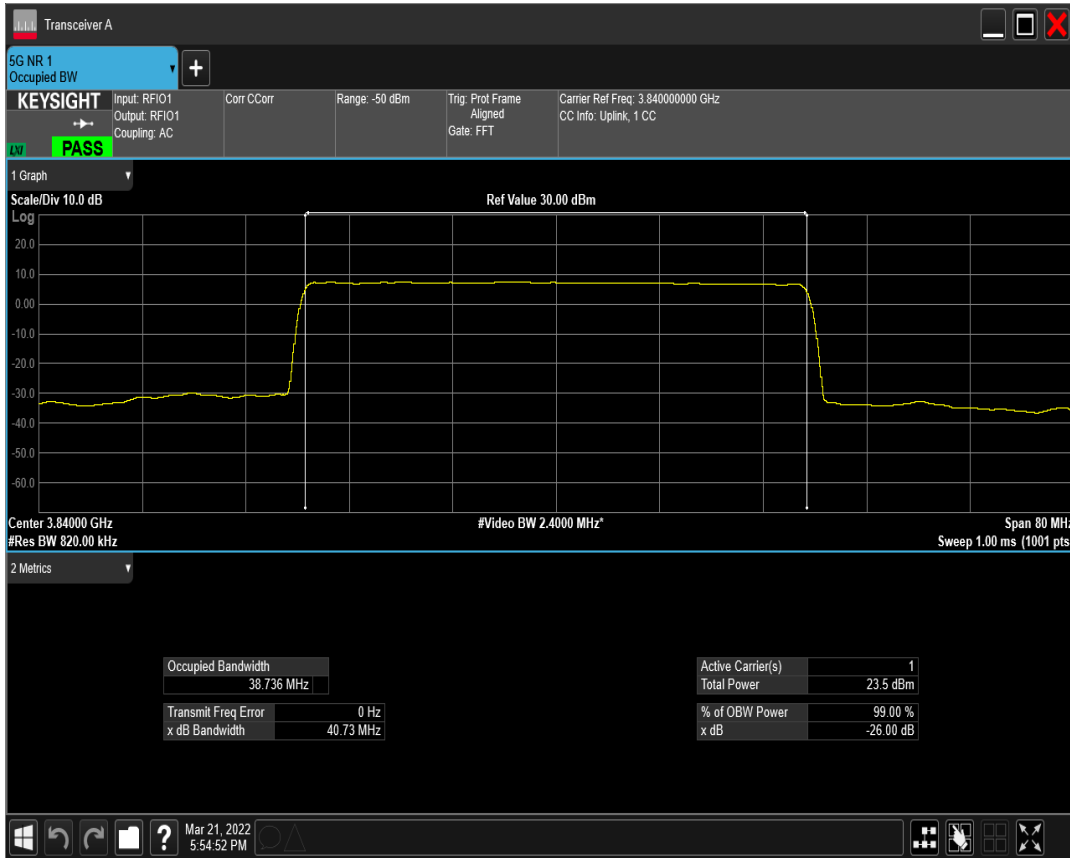 Transceiver A
5G NR 1
Occupied BW
KEYSIGHT
Input: RFIO1
Output: RFIO1
Coupling: AC
Corr CCorr
Range: -50 dBm
Trig: Prot Frame
Aligned
Gate: FFT
Carrier Ref Freq: 3.840000000 GHz
CC Info: Uplink, 1 CC
LXI
PASS
1 Graph
Scale/Div 10.0 dB
Ref Value 30.00 dBm
Log
20.0
10.0
0.00
-10.0
-20.0
-30.0
-40.0
-50.0
-60.0
Center 3.84000 GHz
#Video BW 2.4000 MHz*
Span 80 MHz
#Res BW 820.00 kHz
Sweep 1.00 ms (1001 pts
2 Metrics
Occupied Bandwidth
38.736 MHz
Transmit Freq Error 0 Hz
x dB Bandwidth 40.73 MHz
Active Carrier(s) 1
Total Power 23.5 dBm
% of OBW Power 99.00 %
x dB -26.00 dB
?
Mar 21, 2022
5:54:52 PM